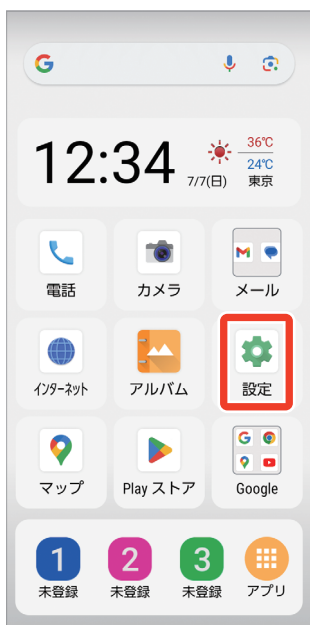 12:34
36℃
24℃
7/7(日) 東京
電話 カメラ メール
インターネット アルバム 設定
マップ Play ストア Google
1 2 3
未登録 未登録 未登録 アプリ